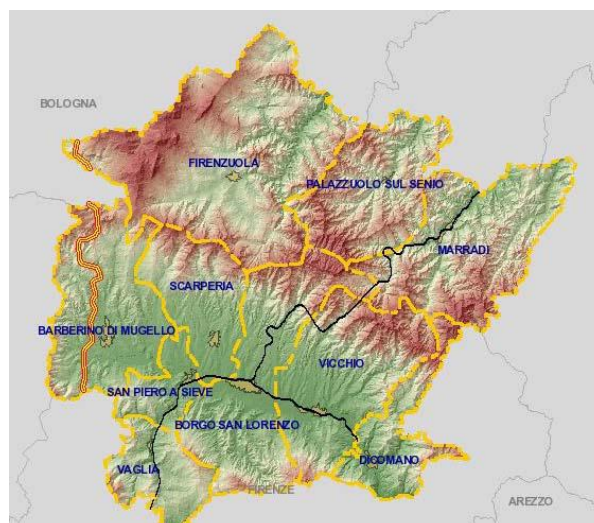 BOLOGNA
FIRENZUOLA
PALAZZUOLO SUL SENIO
MARRADI
SCARPERIA
BARBERINO DI MUGELLO
VICCHIO
SAN PIERO A SIEVE
BORGO SAN LORENZO
DICOMANO
VAGLIA
FIRENZE
AREZZO